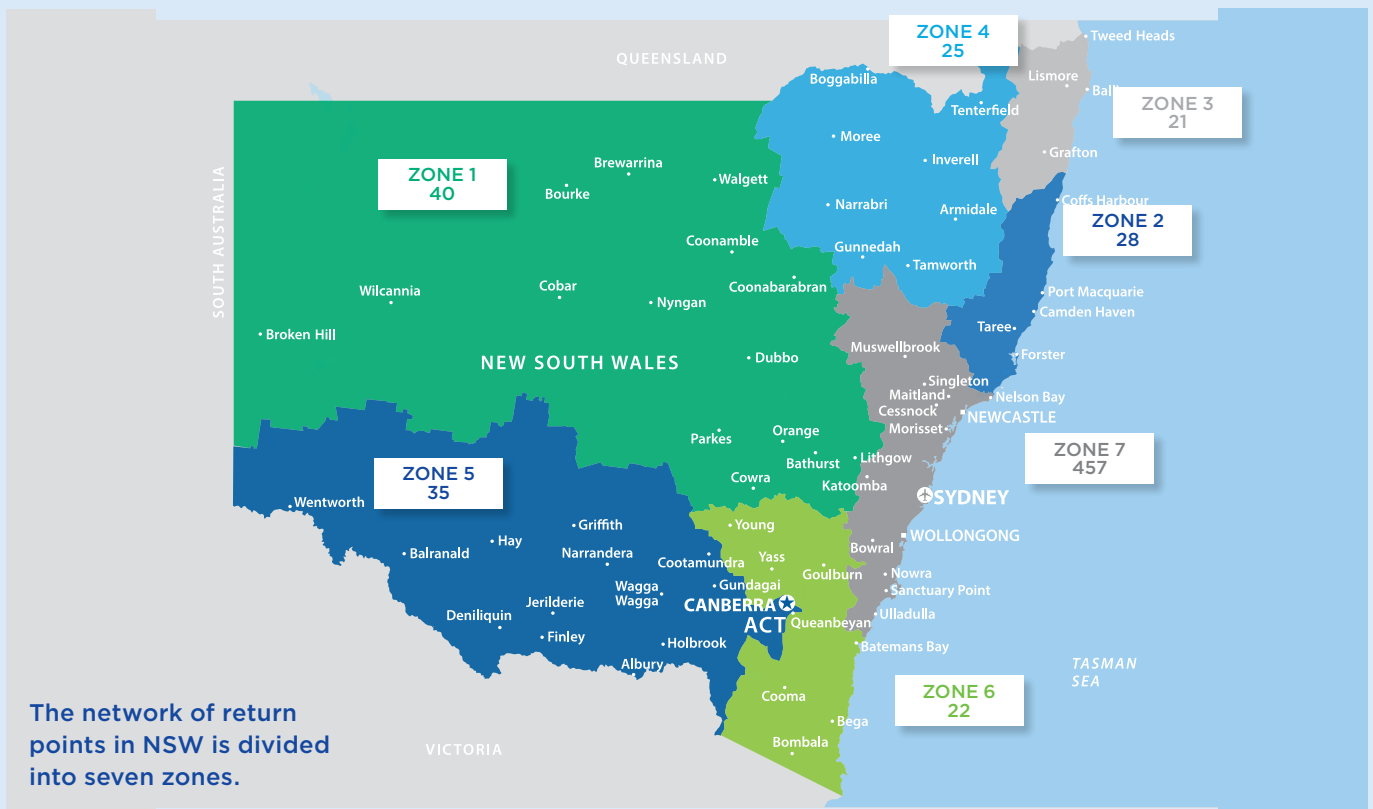 ZONE 4
25
Tweed Heads
QUEENSLAND
Boggabilla
Lismore
ZONE 3
21
Tenterfield
Moree
Grafton
Inverell
Brewarrina
ZONE 1
40
Walgett
Bourke
SOUTH AUSTRALIA
Narrabri
Armidale
Coffs Harbour
ZONE 2
28
Coonamble
Gunnedah
Tamworth
Wilcannia
Cobar
Coonabarabran
Nyngan
Port Macquarie
Camden Haven
Broken Hill
Taree
NEW SOUTH WALES
Dubbo
Muswellbrook
Forster
Singleton
Maitland
Nelson Bay
Cessnock
NEWCASTLE
Morisset
Parkes
Orange
ZONE 7
457
Bathurst
Lithgow
ZONE 5
35
Cowra
Katoomba
SYDNEY
Wentworth
Griffith
Young
WOLLONGONG
Hay
Balranald
Narrandera
Cootamundra
Yass
Bowral
Goulburn
Nowra
Wagga
Wagga
Gundagai
Sanctuary Point
Jerilderie
CANBERRA
ACT
Deniliquin
Queanbeyan
Ulladulla
Finley
Holbrook
Batemans Bay
Albury
TASMAN
SEA
Cooma
ZONE 6
22
Bega
Bombala
VICTORIA
The network of return
points in NSW is divided
into seven zones.